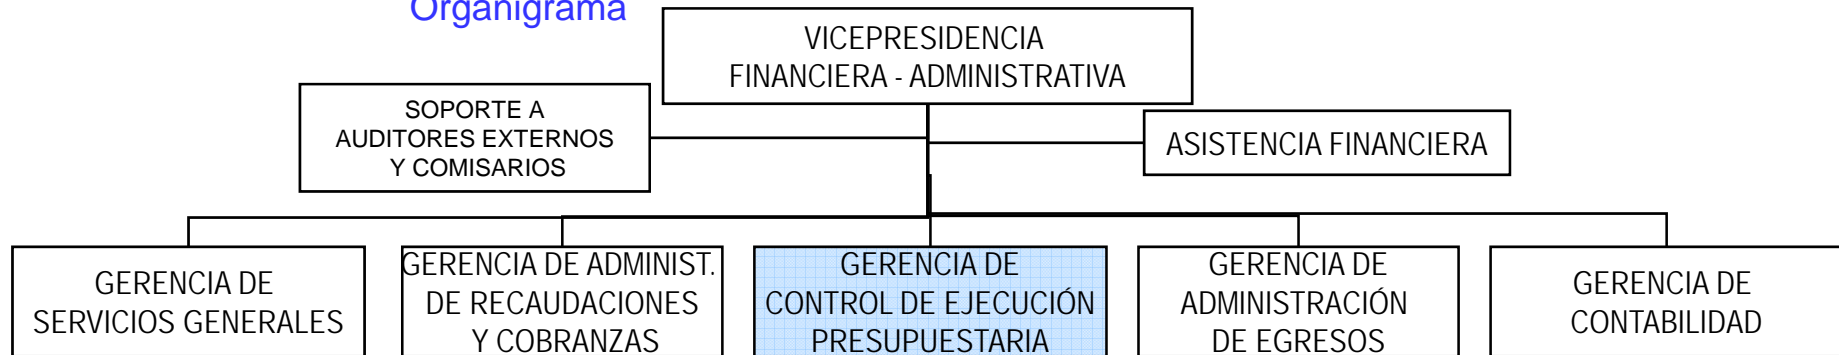 Organigrama
VICEPRESIDENCIA
FINANCIERA - ADMINISTRATIVA
SOPORTE A
AUDITORES EXTERNOS
Y COMISARIOS
ASISTENCIA FINANCIERA
GERENCIA DE
SERVICIOS GENERALES
GERENCIA DE ADMINIST.
DE RECAUDACIONES
Y COBRANZAS
GERENCIA DE
CONTROL DE EJECUCIÓN
PRESUPUESTARIA
GERENCIA DE
ADMINISTRACIÓN
DE EGRESOS
GERENCIA DE
CONTABILIDAD